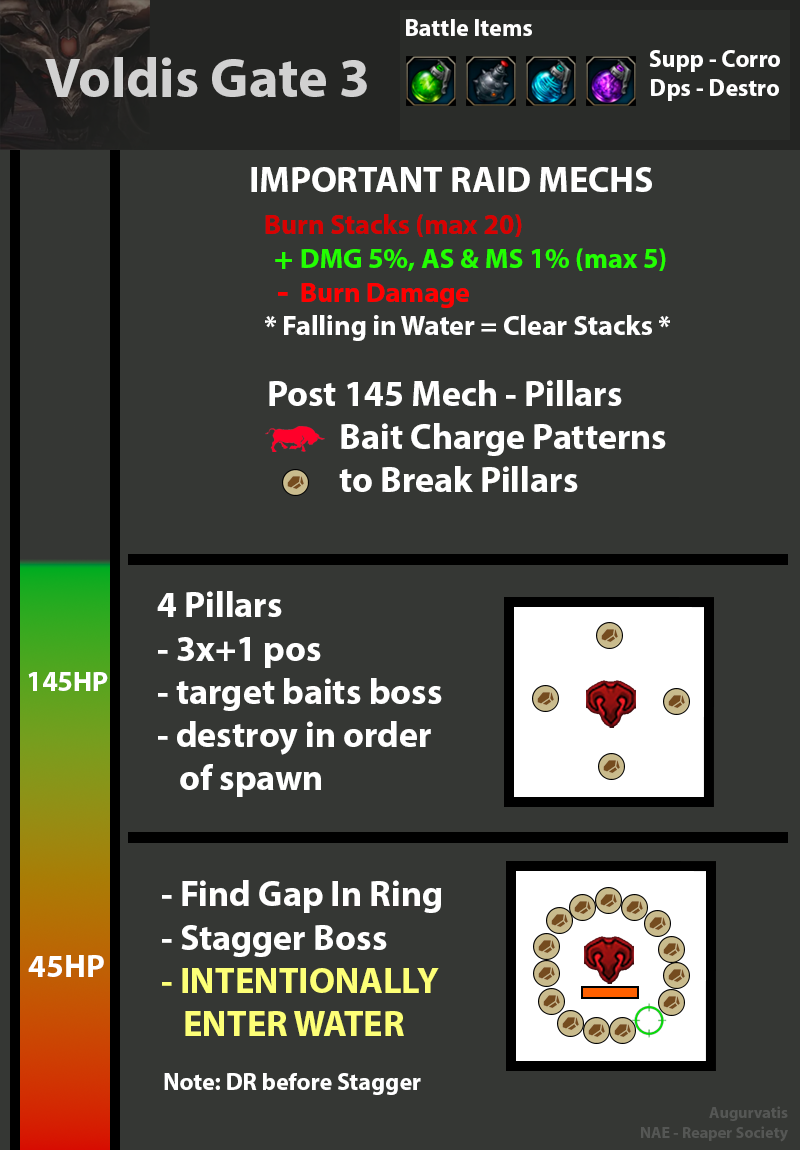 Voldis Gate 3
Battle Items
Supp - Corro
Dps - Destro
IMPORTANT RAID MECHS
Burn Stacks (max 20)
+ DMG 5%, AS & MS 1% (max 5)
- Burn Damage
* Falling in Water = Clear Stacks *
Post 145 Mech - Pillars
Bait Charge Patterns
to Break Pillars
145HP
4 Pillars
- 3x+1 pos
- target baits boss
- destroy in order
of spawn
45HP
- Find Gap In Ring
- Stagger Boss
- INTENTIONALLY
ENTER WATER
Note: DR before Stagger
Augurvatis
NAE - Reaper Society